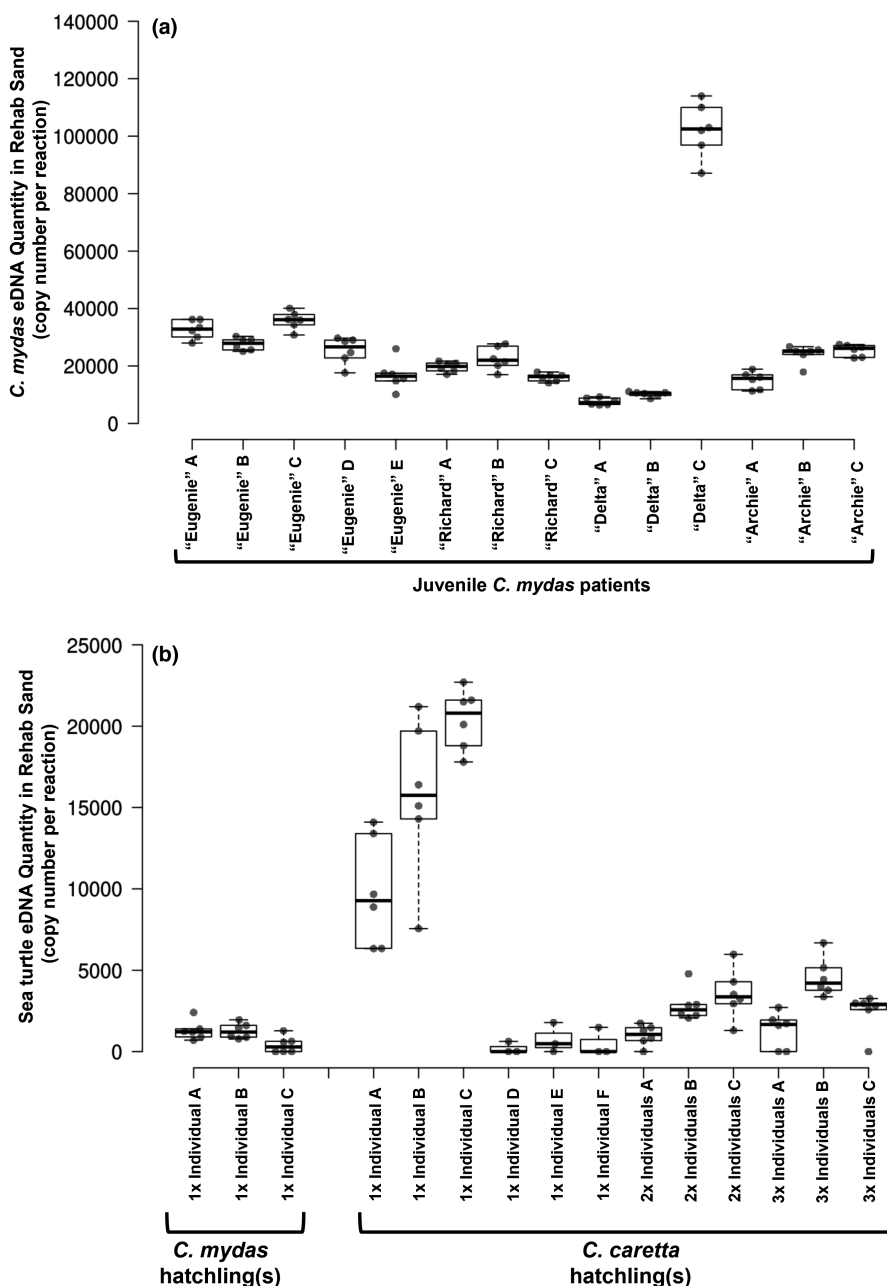 (a)
C. mydas eDNA Quantity in Rehab Sand
(copy number per reaction)
140000
120000
100000
80000
60000
40000
20000
0
“Eugenie” A
“Eugenie” B
“Eugenie” C
“Eugenie” D
“Eugenie” E
“Richard” A
“Richard” B
“Richard” C
“Delta” A
“Delta” B
“Delta” C
“Archie” A
“Archie” B
“Archie” C
Juvenile C. mydas patients
(b)
Sea turtle eDNA Quantity in Rehab Sand
(copy number per reaction)
25000
20000
15000
10000
5000
0
1x Individual A
1x Individual B
1x Individual C
1x Individual A
1x Individual B
1x Individual C
1x Individual D
1x Individual E
1x Individual F
2x Individuals A
2x Individuals B
2x Individuals C
3x Individuals A
3x Individuals B
3x Individuals C
C. mydas
hatchling(s)
C. caretta
hatchling(s)